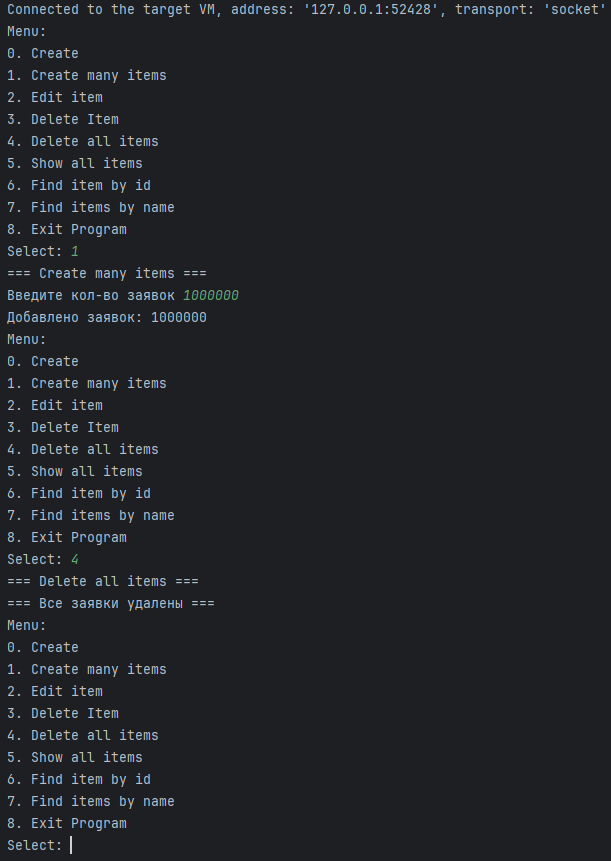 Connected to the target VM, address: '127.0.0.1:52428', transport: 'socket'
Menu:
0. Create
1. Create many items
2. Edit item
3. Delete Item
4. Delete all items
5. Show all items
6. Find item by id
7. Find items by name
8. Exit Program
Select: 1
=== Create many items ===
Введите кол-во заявок 1000000
Добавлено заявок: 1000000
Menu:
0. Create
1. Create many items
2. Edit item
3. Delete Item
4. Delete all items
5. Show all items
6. Find item by id
7. Find items by name
8. Exit Program
Select: 4
=== Delete all items ===
=== Все заявки удалены ===
Menu:
0. Create
1. Create many items
2. Edit item
3. Delete Item
4. Delete all items
5. Show all items
6. Find item by id
7. Find items by name
8. Exit Program
Select: